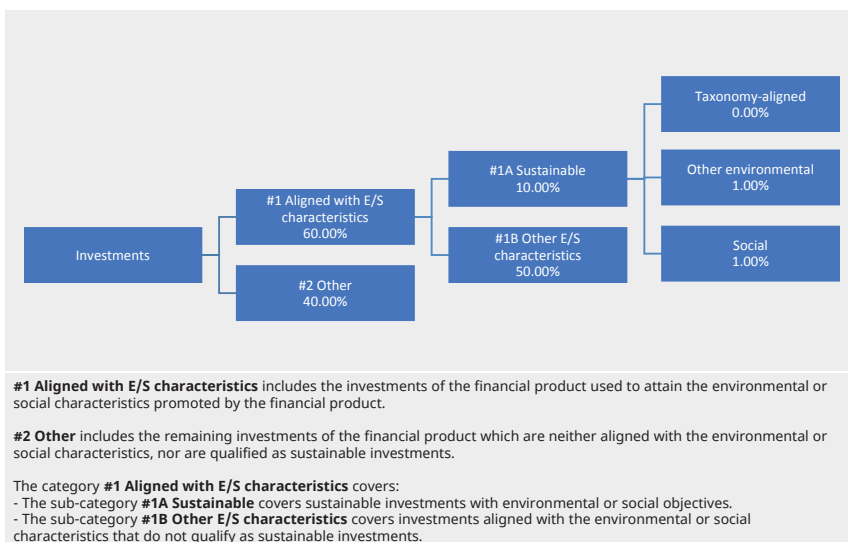 Taxonomy-aligned
0.00%
#1A Sustainable
10.00%
Other environmental
1.00%
#1 Aligned with E/S
characteristics
60.00%
Investments
#1B Other E/S
characteristics
50.00%
Social
1.00%
#2 Other
40.00%
#1 Aligned with E/S characteristics includes the investments of the financial product used to attain the environmental or
social characteristics promoted by the financial product.
#2 Other includes the remaining investments of the financial product which are neither aligned with the environmental or
social characteristics, nor are qualified as sustainable investments.
The category #1 Aligned with E/S characteristics covers:
- The sub-category #1A Sustainable covers sustainable investments with environmental or social objectives.
- The sub-category #1B Other E/S characteristics covers investments aligned with the environmental or social
characteristics that do not qualify as sustainable investments.